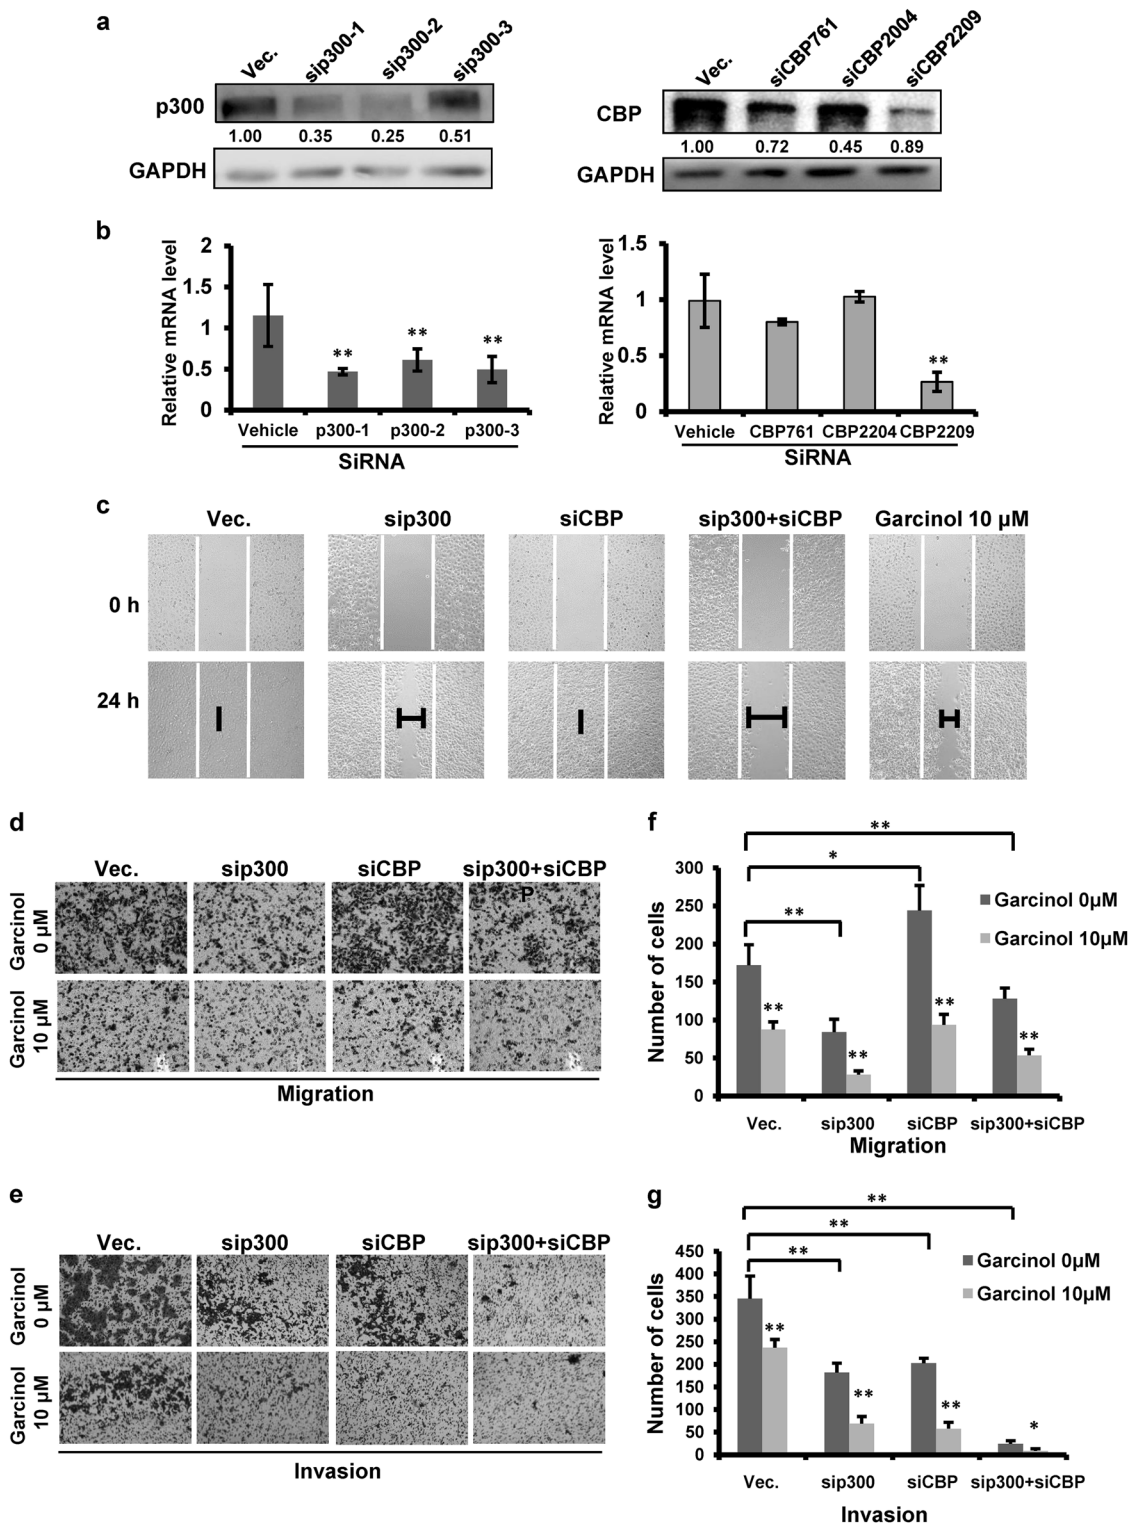 a
Vec. sip300-1 sip300-2 sip300-3
p300
1.00 0.35 0.25 0.51
GAPDH
Vec. siCBP761 siCBP2004 siCBP2209
CBP
1.00 0.72 0.45 0.89
GAPDH
b
Relative mRNA level
2
1.5
1
0.5
0
** ** **
Vehicle p300-1 p300-2 p300-3
SiRNA
Relative mRNA level
1.5
1
0.5
0
**
Vehicle CBP761 CBP2204 CBP2209
SiRNA
c
Vec. sip300 siCBP sip300+siCBP Garcinol 10 µM
0 h
24 h
d
Vec. sip300 siCBP sip300+siCBP
P
Garcinol
0 µM
Garcinol
10 µM
Migration
f
**
*
**
Number of cells
300
250
200
150
100
50
0
Garcinol 0µM
Garcinol 10µM
** ** ** **
Vec. sip300 siCBP sip300+siCBP
Migration
e
Vec. sip300 siCBP sip300+siCBP
Garcinol
0 µM
Garcinol
10 µM
Invasion
g
**
**
**
Number of cells
450
400
350
300
250
200
150
100
50
0
Garcinol 0µM
Garcinol 10µM
** ** ** *
Vec. sip300 siCBP sip300+siCBP
Invasion